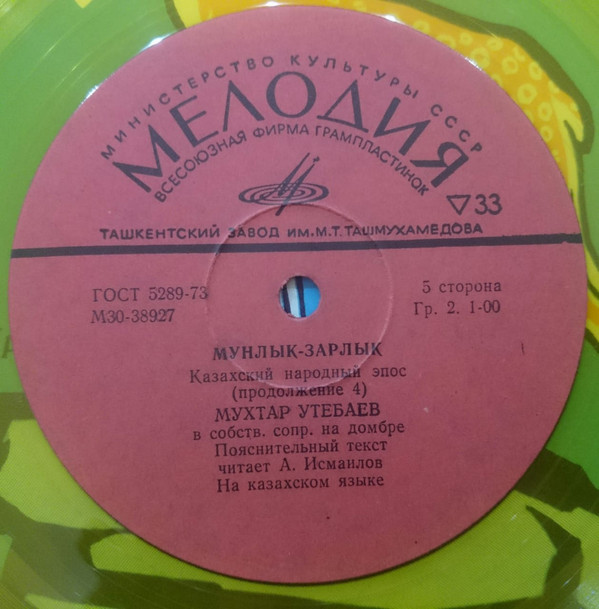 МИНИСТЕРСТВО КУЛЬТУРЫ СССР
МЕЛОДИЯ
ВСЕСОЮЗНАЯ ФИРМА ГРАМПЛАСТИНОК
33
ТАШКЕНТСКИЙ ЗАВОД ИМ. М.Т. ТАШМУХАМЕДОВА
ГОСТ 5289-73
М30-38927
5 сторона
Гр. 2. 1-00
МУНЛЫК-ЗАРЛЫК
Казахский народный эпос
(продолжение 4)
МУХТАР УТЕБАЕВ
в собств. сопр. на домбре
Пояснительный текст
читает А. Исмаилов
На казахском языке